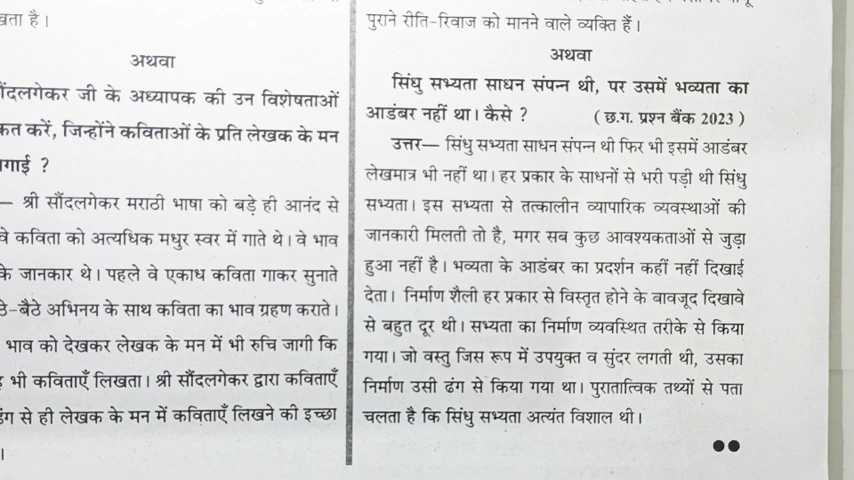 खता है।
अथवा
सौंदलगेकर जी के अध्यापक की उन विशेषताओं
कत करें, जिन्होंने कविताओं के प्रति लेखक के मन
गाई ?
— श्री सौंदलगेकर मराठी भाषा को बड़े ही आनंद से
वे कविता को अत्यधिक मधुर स्वर में गाते थे। वे भाव
के जानकार थे। पहले वे एकाध कविता गाकर सुनाते
ठे-बैठे अभिनय के साथ कविता का भाव ग्रहण कराते।
भाव को देखकर लेखक के मन में भी रुचि जागी कि
भी कविताएँ लिखता। श्री सौंदलगेकर द्वारा कविताएँ
ढंग से ही लेखक के मन में कविताएँ लिखने की इच्छा
।
पुराने रीति-रिवाज को मानने वाले व्यक्ति हैं।
अथवा
सिंधु सभ्यता साधन संपन्न थी, पर उसमें भव्यता का
आडंबर नहीं था। कैसे ? (छ.ग. प्रश्न बैंक 2023)
उत्तर— सिंधु सभ्यता साधन संपन्न थी फिर भी इसमें आडंबर
लेखमात्र भी नहीं था। हर प्रकार के साधनों से भरी पड़ी थी सिंधु
सभ्यता। इस सभ्यता से तत्कालीन व्यापारिक व्यवस्थाओं की
जानकारी मिलती तो है, मगर सब कुछ आवश्यकताओं से जुड़ा
हुआ नहीं है। भव्यता के आडंबर का प्रदर्शन कहीं नहीं दिखाई
देता। निर्माण शैली हर प्रकार से विस्तृत होने के बावजूद दिखावे
से बहुत दूर थी। सभ्यता का निर्माण व्यवस्थित तरीके से किया
गया। जो वस्तु जिस रूप में उपयुक्त व सुंदर लगती थी, उसका
निर्माण उसी ढंग से किया गया था। पुरातात्विक तथ्यों से पता
चलता है कि सिंधु सभ्यता अत्यंत विशाल थी।